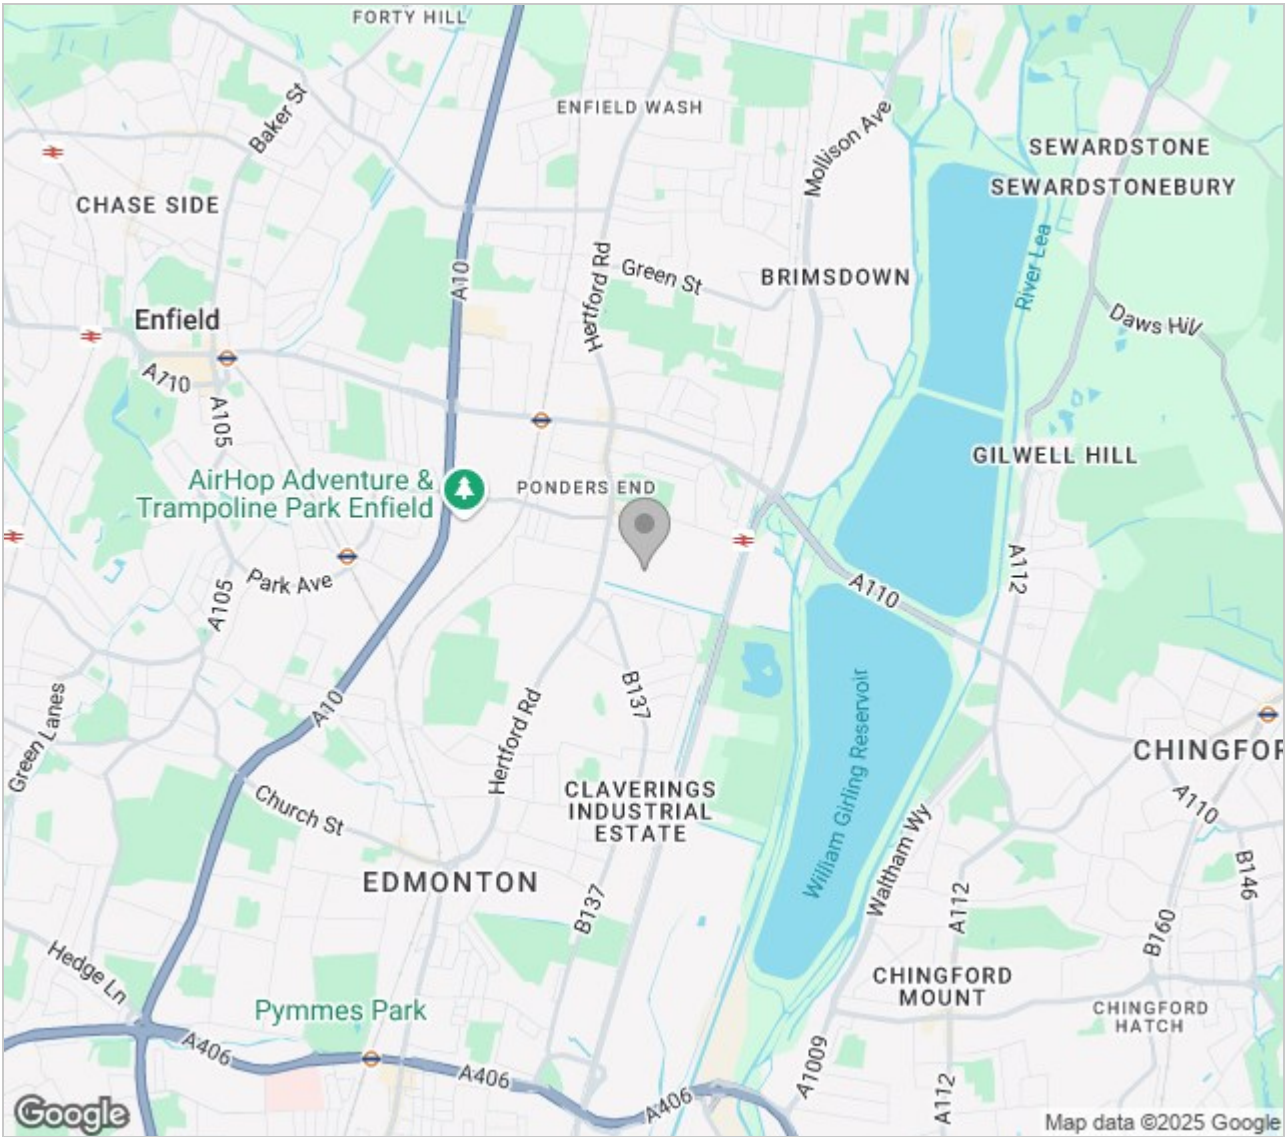 FORTY HILL
ENFIELD WASH
Baker St
Mollison Ave
SEWARDSTONE
SEWARDSTONEBURY
CHASE SIDE
River Lea
A10
Hertford Rd
Green St
BRIMSDOWN
Enfield
Daws Hill
A110
A105
GILWELL HILL
AirHop Adventure &
Trampoline Park Enfield
PONDERS END
Park Ave
A105
A110
A112
Green Lanes
A10
Hertford Rd
B137
William Girling Reservoir
CHINGFOR
A110
Church St
CLAVERINGS
INDUSTRIAL
ESTATE
Waltham Wy
B146
EDMONTON
B137
A112
B160
Hedge Ln
CHINGFORD
MOUNT
Pymmes Park
CHINGFORD
HATCH
A406
A406
A406
A1009
A112
Google
Map data ©2025 Google